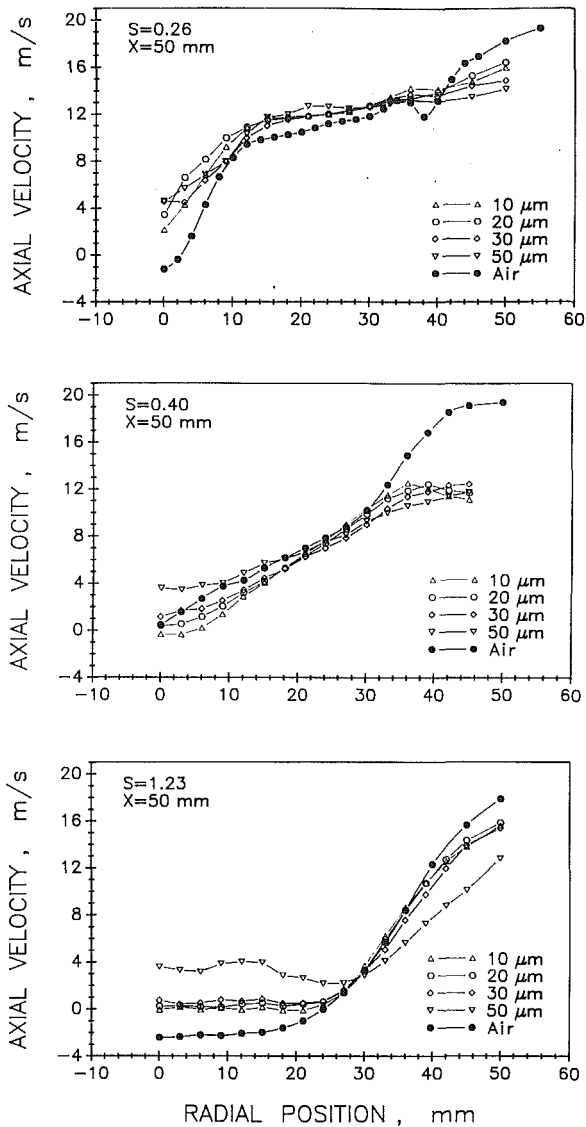 20
16
12
8
4
0
−4
AXIAL VELOCITY , m/s
S=0.26
X=50 mm
10 μm
20 μm
30 μm
50 μm
Air
−10 0 10 20 30 40 50 60
20
16
12
8
4
0
−4
AXIAL VELOCITY , m/s
S=0.40
X=50 mm
10 μm
20 μm
30 μm
50 μm
Air
−10 0 10 20 30 40 50 60
20
16
12
8
4
0
−4
AXIAL VELOCITY , m/s
S=1.23
X=50 mm
10 μm
20 μm
30 μm
50 μm
Air
−10 0 10 20 30 40 50 60
RADIAL POSITION , mm